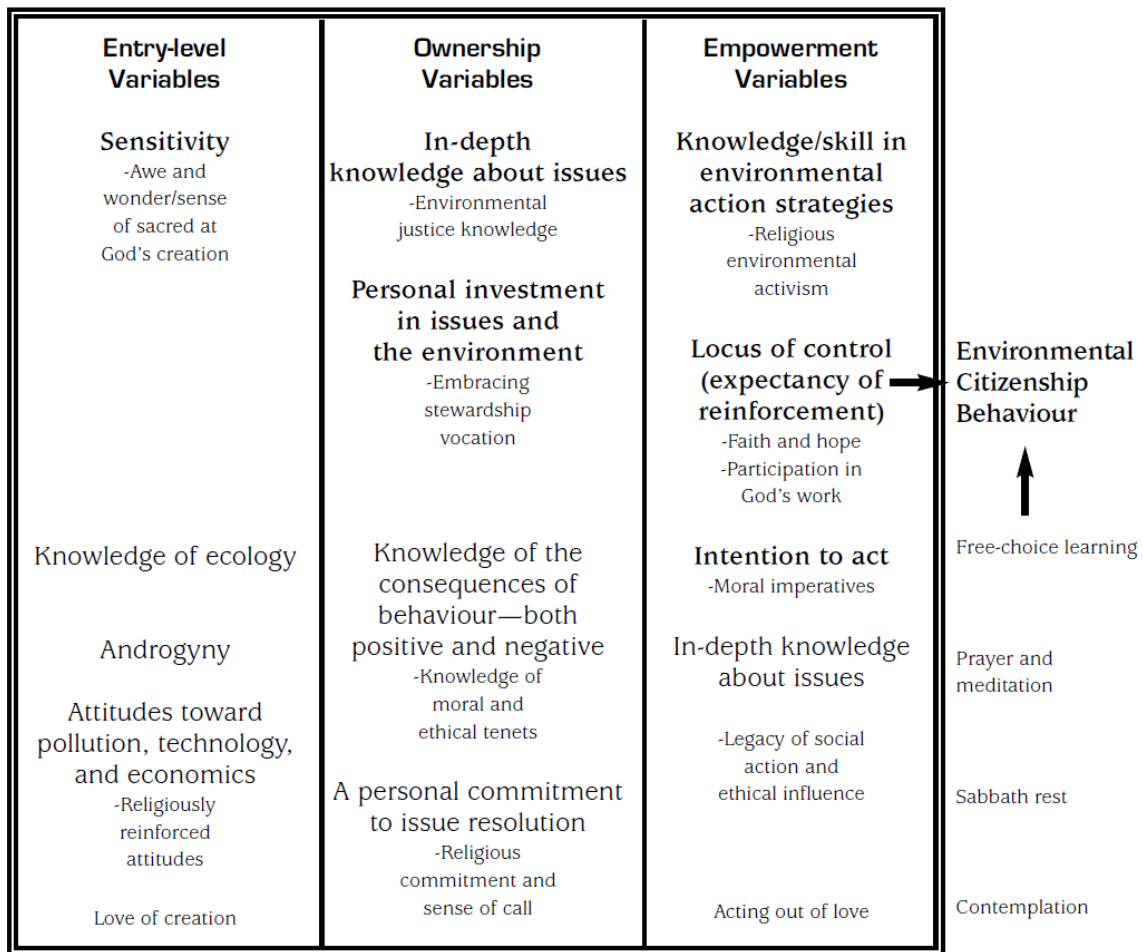 Entry-level
Variables
Sensitivity
-Awe and
wonder/sense
of sacred at
God's creation
Knowledge of ecology
Androgyny
Attitudes toward
pollution, technology,
and economics
-Religiously
reinforced
attitudes
Love of creation
Ownership
Variables
In-depth
knowledge about issues
-Environmental
justice knowledge
Personal investment
in issues and
the environment
-Embracing
stewardship
vocation
Knowledge of the
consequences of
behaviour—both
positive and negative
-Knowledge of
moral and
ethical tenets
A personal commitment
to issue resolution
-Religious
commitment and
sense of call
Empowerment
Variables
Knowledge/skill in
environmental
action strategies
-Religious
environmental
activism
Locus of control
(expectancy of
reinforcement)
-Faith and hope
-Participation in
God's work
Intention to act
-Moral imperatives
In-depth knowledge
about issues
-Legacy of social
action and
ethical influence
Acting out of love
Environmental
Citizenship
Behaviour
Free-choice learning
Prayer and
meditation
Sabbath rest
Contemplation